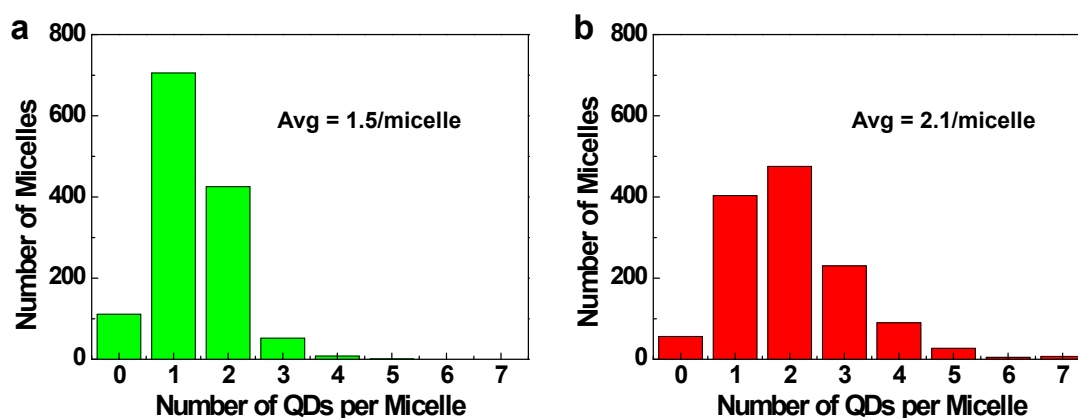 a
800
600
400
200
0
Number of Micelles
Avg = 1.5/micelle
0 1 2 3 4 5 6 7
Number of QDs per Micelle
b
800
600
400
200
0
Number of Micelles
Avg = 2.1/micelle
0 1 2 3 4 5 6 7
Number of QDs per Micelle